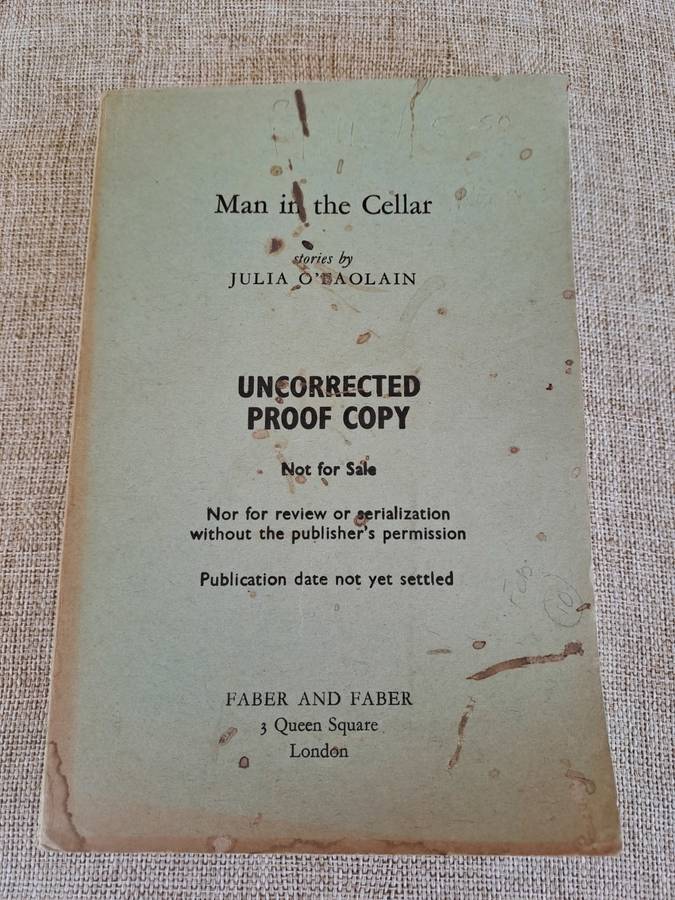 Man in the Cellar
stories by
JULIA O'FAOLAIN
UNCORRECTED
PROOF COPY
Not for Sale
Nor for review or serialization
without the publisher's permission
Publication date not yet settled
FABER AND FABER
3 Queen Square
London